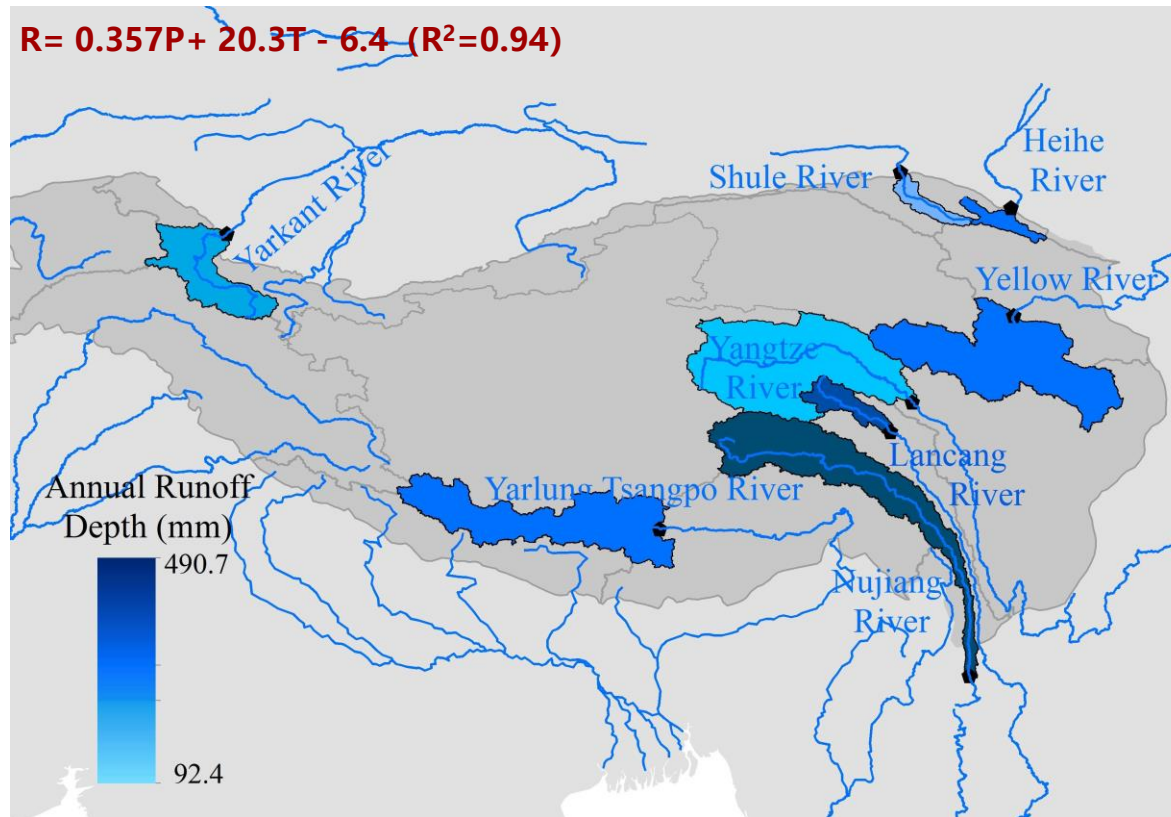 R= 0.357P+ 20.3T - 6.4 (R²=0.94)
Heihe
River
Shule River
Yarkant River
Yellow River
Yangtze
River
Lancang
River
Yarlung Tsangpo River
Nujiang
River
Annual Runoff
Depth (mm)
490.7
92.4